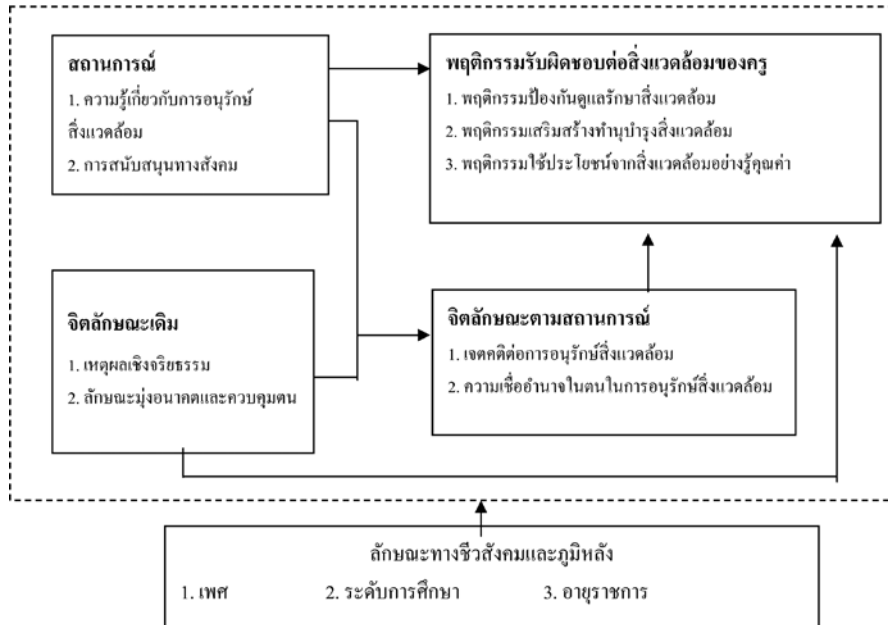 สถานการณ์
1. ความรู้เกี่ยวกับการอนุรักษ์
สิ่งแวดล้อม
2. การสนับสนุนทางสังคม
พฤติกรรมรับผิดชอบต่อสิ่งแวดล้อมของครู
1. พฤติกรรมป้องกันดูแลรักษาสิ่งแวดล้อม
2. พฤติกรรมเสริมสร้างทำนุบำรุงสิ่งแวดล้อม
3. พฤติกรรมใช้ประโยชน์จากสิ่งแวดล้อมอย่างรู้คุณค่า
จิตลักษณะเดิม
1. เหตุผลเชิงจริยธรรม
2. ลักษณะมุ่งอนาคตและควบคุมตน
จิตลักษณะตามสถานการณ์
1. เจตคติต่อการอนุรักษ์สิ่งแวดล้อม
2. ความเชื่ออำนาจในตนในการอนุรักษ์สิ่งแวดล้อม
ลักษณะทางชีวสังคมและภูมิหลัง
1. เพศ 2. ระดับการศึกษา 3. อายุราชการ